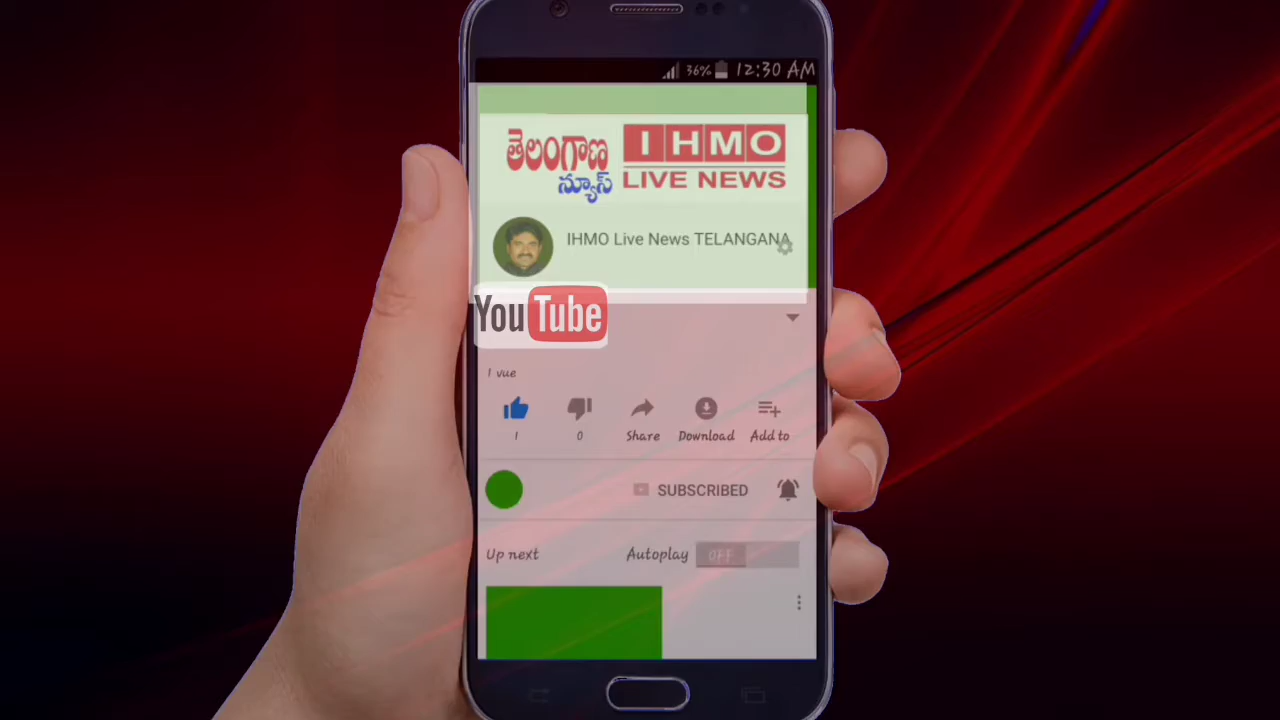 36% 12:30 AM
తెలంగాణ IHMO
న్యూస్ LIVE NEWS
IHMO Live News TELANGANA
YouTube
1 vue
1 0 Share Download Add to
SUBSCRIBED
Up next Autoplay OFF